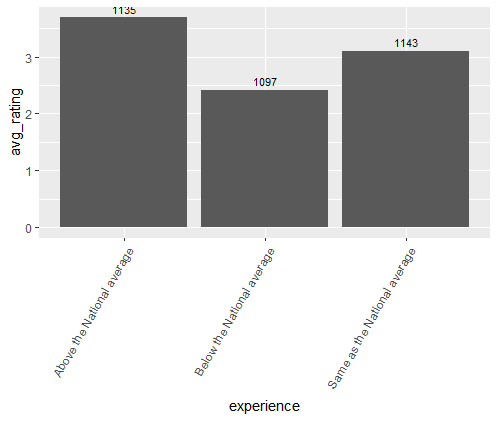 1135
1097
1143
3
2
1
0
avg_rating
Above the National average
Below the National average
Same as the National average
experience